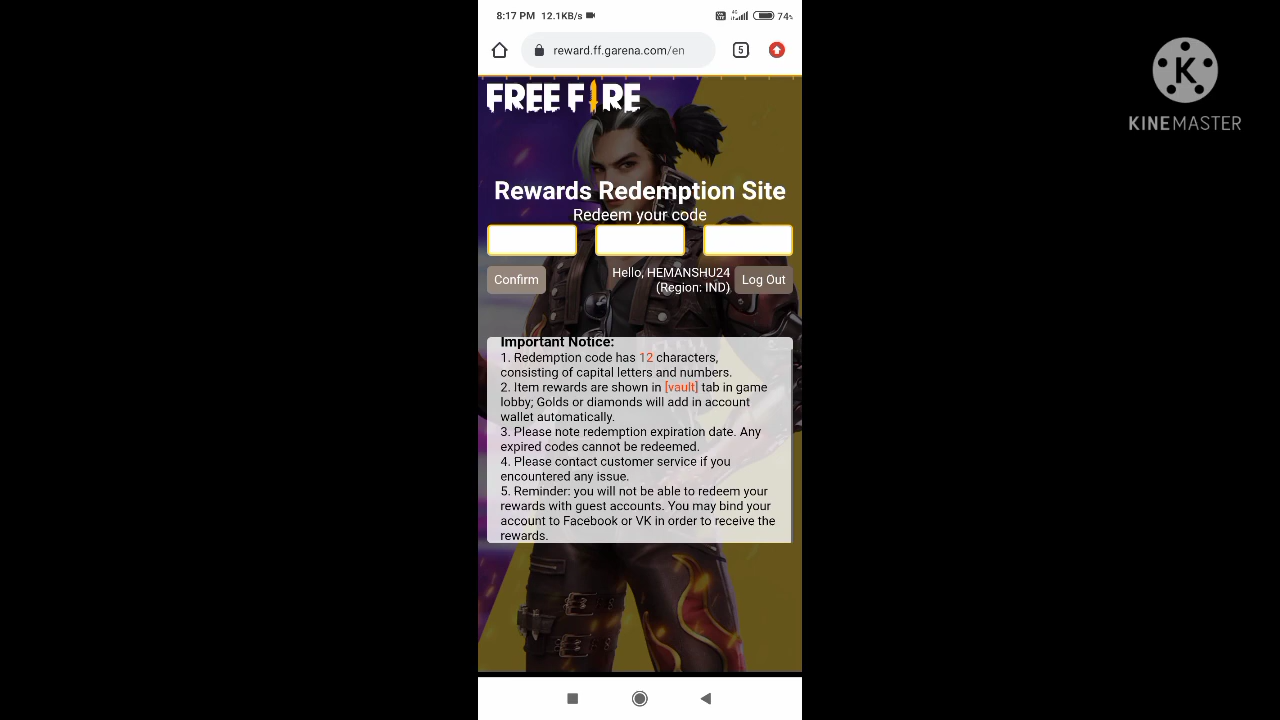 8:17 PM 12.1KB/s 4G 74%
reward.ff.garena.com/en 5
K
KINEMASTER
FREE FIRE
Rewards Redemption Site
Redeem your code
Confirm
Hello, HEMANSHU24
(Region: IND)
Log Out
Important Notice:
1. Redemption code has 12 characters,
consisting of capital letters and numbers.
2. Item rewards are shown in [vault] tab in game
lobby; Golds or diamonds will add in account
wallet automatically.
3. Please note redemption expiration date. Any
expired codes cannot be redeemed.
4. Please contact customer service if you
encountered any issue.
5. Reminder: you will not be able to redeem your
rewards with guest accounts. You may bind your
account to Facebook or VK in order to receive the
rewards.